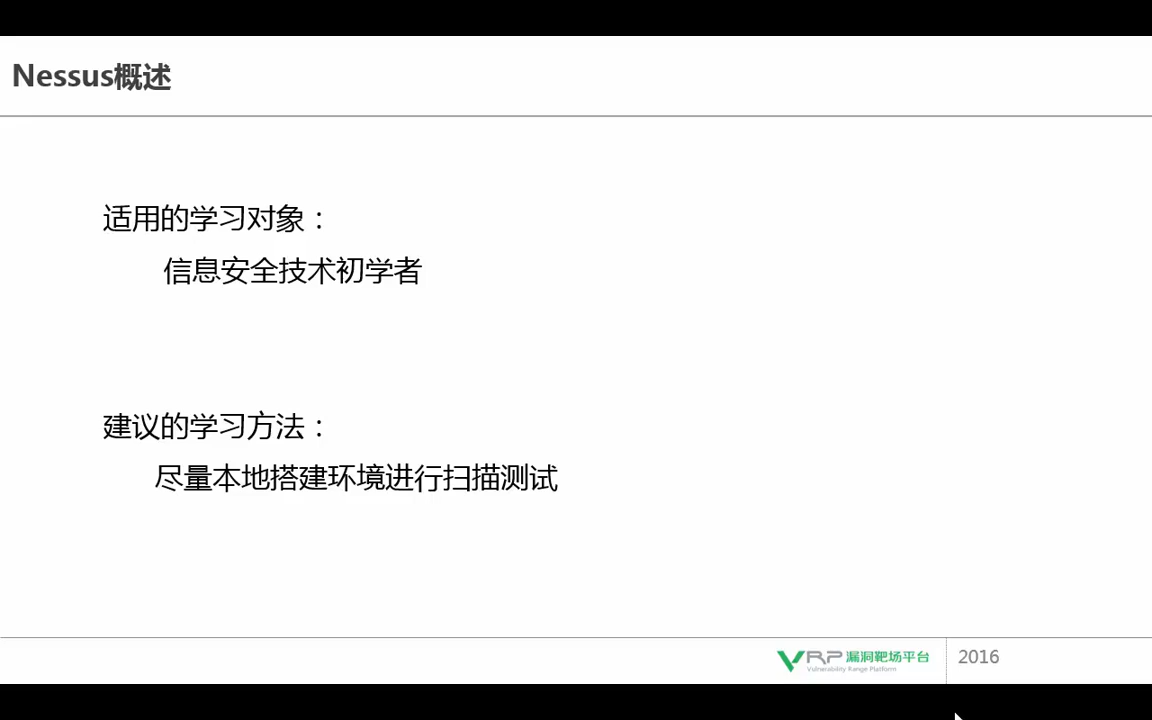 Nessus概述
适用的学习对象：
信息安全技术初学者
建议的学习方法：
尽量本地搭建环境进行扫描测试
VRP 漏洞靶场平台
Vulnerability Range Platform
2016